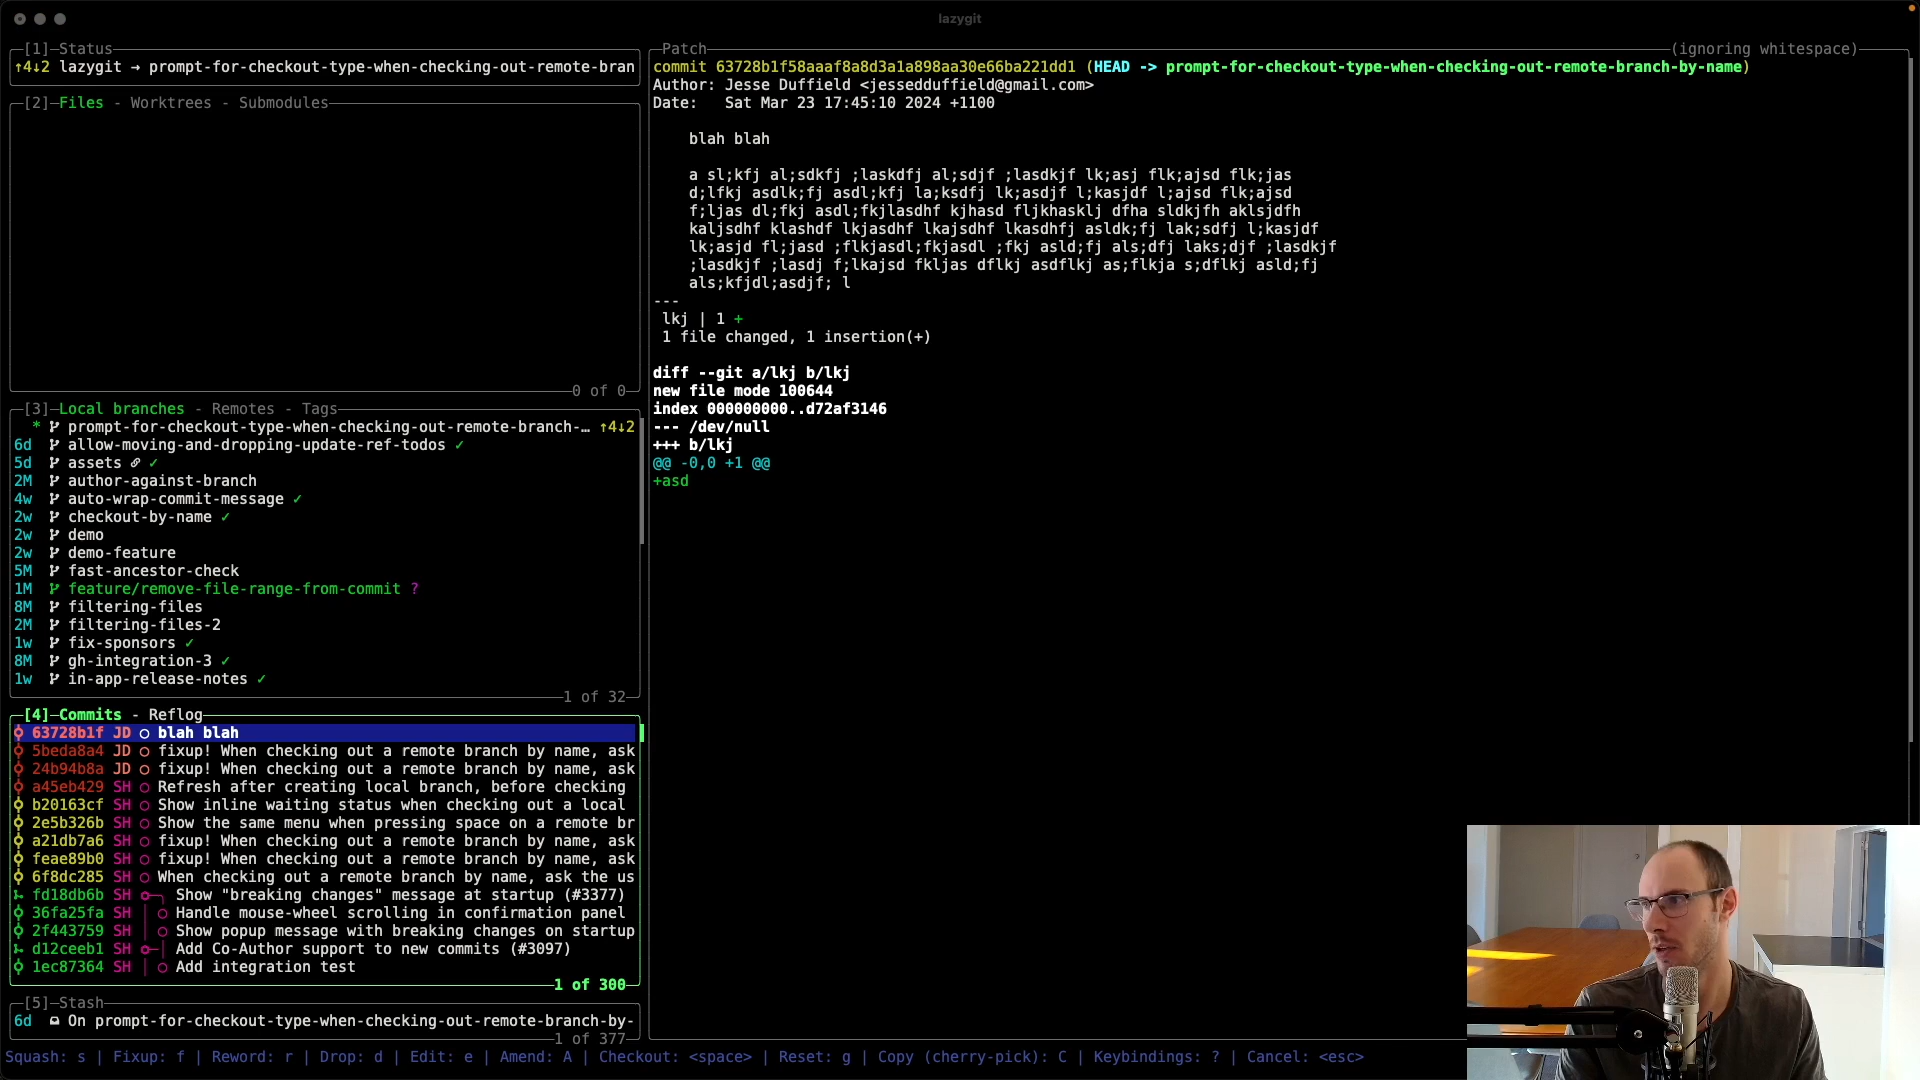 lazygit
[1]-Status
↑4↓2 lazygit → prompt-for-checkout-type-when-checking-out-remote-bran
[2]-Files - Worktrees - Submodules
0 of 0
[3]-Local branches - Remotes - Tags
* prompt-for-checkout-type-when-checking-out-remote-branch-… ↑4↓2
6d allow-moving-and-dropping-update-ref-todos ✓
5d assets ✓
2M author-against-branch
4w auto-wrap-commit-message ✓
2w checkout-by-name ✓
2w demo
2w demo-feature
5M fast-ancestor-check
1M feature/remove-file-range-from-commit ?
8M filtering-files
2M filtering-files-2
1w fix-sponsors ✓
8M gh-integration-3 ✓
1w in-app-release-notes ✓
1 of 32
[4]-Commits - Reflog
63728b1f JD ○ blah blah
5beda8a4 JD ○ fixup! When checking out a remote branch by name, ask
24b94b8a JD ○ fixup! When checking out a remote branch by name, ask
a45eb429 SH ○ Refresh after creating local branch, before checking
b20163cf SH ○ Show inline waiting status when checking out a local
2e5b326b SH ○ Show the same menu when pressing space on a remote br
a21db7a6 SH ○ fixup! When checking out a remote branch by name, ask
feae89b0 SH ○ fixup! When checking out a remote branch by name, ask
6f8dc285 SH ○ When checking out a remote branch by name, ask the us
fd18db6b SH Show "breaking changes" message at startup (#3377)
36fa25fa SH │ ○ Handle mouse-wheel scrolling in confirmation panel
2f443759 SH │ ○ Show popup message with breaking changes on startup
d12ceeb1 SH Add Co-Author support to new commits (#3097)
1ec87364 SH │ ○ Add integration test
1 of 300
[5]-Stash
6d On prompt-for-checkout-type-when-checking-out-remote-branch-by-
1 of 377
Patch (ignoring whitespace)
commit 63728b1f58aaaf8a8d3a1a898aa30e66ba221dd1 (HEAD -> prompt-for-checkout-type-when-checking-out-remote-branch-by-name)
Author: Jesse Duffield <jessedduffield@gmail.com>
Date: Sat Mar 23 17:45:10 2024 +1100
blah blah
a sl;kfj al;sdkfj ;laskdfj al;sdjf ;lasdkjf lk;asj flk;ajsd flk;jas
d;lfkj asdlk;fj asdl;kfj la;ksdfj lk;asdjf l;kasjdf l;ajsd flk;ajsd
f;ljas dl;fkj asdl;fkjlasdhf kjhasd fljkhasklj dfha sldkjfh aklsjdfh
kaljsdhf klashdf lkjasdhf lkajsdhf lkasdhfj asldk;fj lak;sdfj l;kasjdf
lk;asjd fl;jasd ;flkjasdl;fkjasdl ;fkj asld;fj als;dfj laks;djf ;lasdkjf
;lasdkjf ;lasdj f;lkajsd fkljas dflkj asdflkj as;flkja s;dflkj asld;fj
als;kfjdl;asdjf; l
---
lkj | 1 +
1 file changed, 1 insertion(+)
diff --git a/lkj b/lkj
new file mode 100644
index 000000000..d72af3146
--- /dev/null
+++ b/lkj
@@ -0,0 +1 @@
+asd
Squash: s | Fixup: f | Reword: r | Drop: d | Edit: e | Amend: A | Checkout: <space> | Reset: g | Copy (cherry-pick): C | Keybindings: ? | Cancel: <esc>